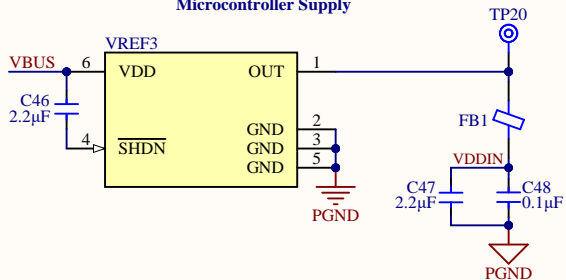 Microcontroller Supply
TP20
VREF3
VBUS 6 VDD OUT 1
C46
2.2µF
4 SHDN
GND 2
GND 3
GND 5
PGND
FB1
VDDIN
C47
2.2µF
C48
0.1µF
PGND